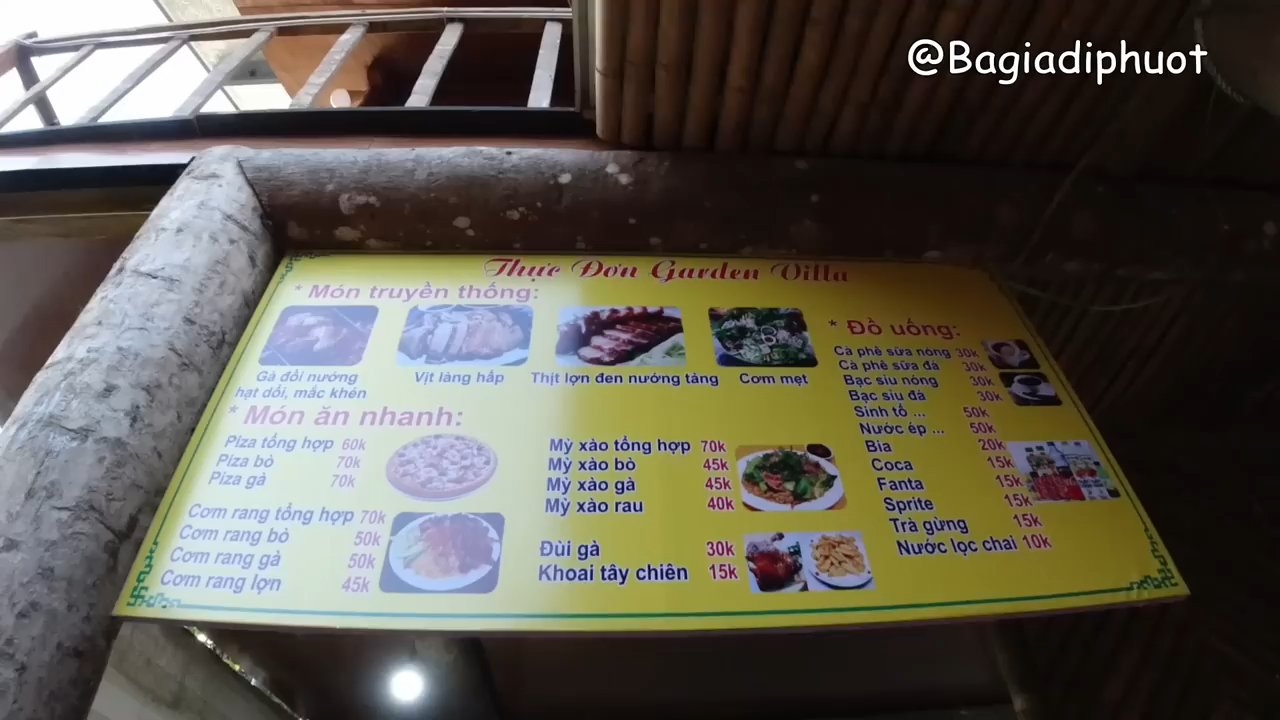 @Bagiadiphuot
Thực Đơn Garden Villa
* Món truyền thống:
Gà đồi nướng
hạt dổi, mắc khén
Vịt làng hấp
Thịt lợn đen nướng tảng
Cơm mẹt
* Món ăn nhanh:
Piza tổng hợp 60k
Piza bò 70k
Piza gà 70k
Cơm rang tổng hợp 70k
Cơm rang bò 50k
Cơm rang gà 50k
Cơm rang lợn 45k
Mỳ xào tổng hợp 70k
Mỳ xào bò 45k
Mỳ xào gà 45k
Mỳ xào rau 40k
Đùi gà 30k
Khoai tây chiên 15k
* Đồ uống:
Cà phê sữa nóng 30k
Cà phê sữa đá 30k
Bạc siu nóng 30k
Bạc siu đá 30k
Sinh tố ... 50k
Nước ép ... 50k
Bia 20k
Coca 15k
Fanta 15k
Sprite 15k
Trà gừng 15k
Nước lọc chai 10k